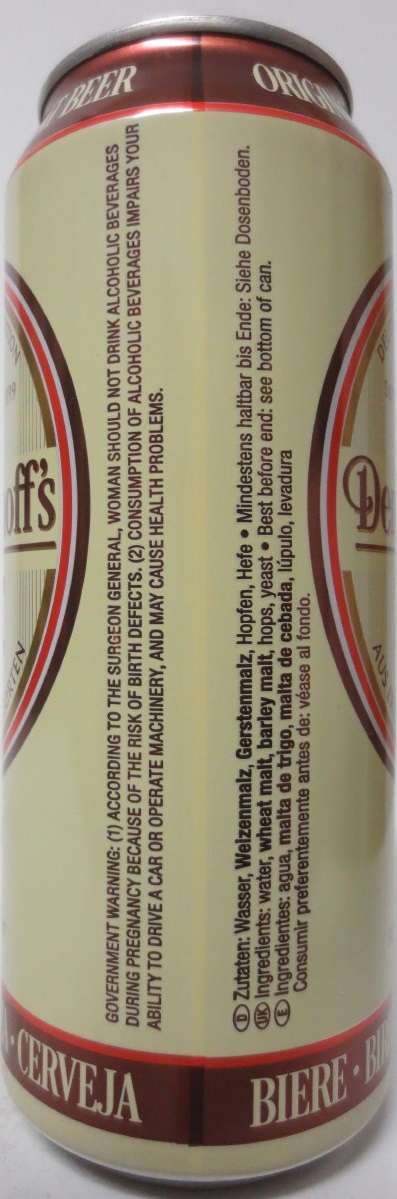 BEER
ORIGIN
GOVERNMENT WARNING: (1) ACCORDING TO THE SURGEON GENERAL, WOMAN SHOULD NOT DRINK ALCOHOLIC BEVERAGES
DURING PREGNANCY BECAUSE OF THE RISK OF BIRTH DEFECTS, (2) CONSUMPTION OF ALCOHOLIC BEVERAGES IMPAIRS YOUR
ABILITY TO DRIVE A CAR OR OPERATE MACHINERY, AND MAY CAUSE HEALTH PROBLEMS.
D Zutaten: Wasser, Weizenmalz, Gerstenmalz, Hopfen, Hefe • Mindestens haltbar bis Ende: Siehe Dosenboden.
UK Ingredients: water, wheat malt, barley malt, hops, yeast • Best before end: see bottom of can.
E Ingredientes: agua, malta de trigo, malta de cebada, lúpulo, levadura
Consumir preferentemente antes de: véase al fondo.
off's
De
AUS
· CERVEJA
BIERE ·